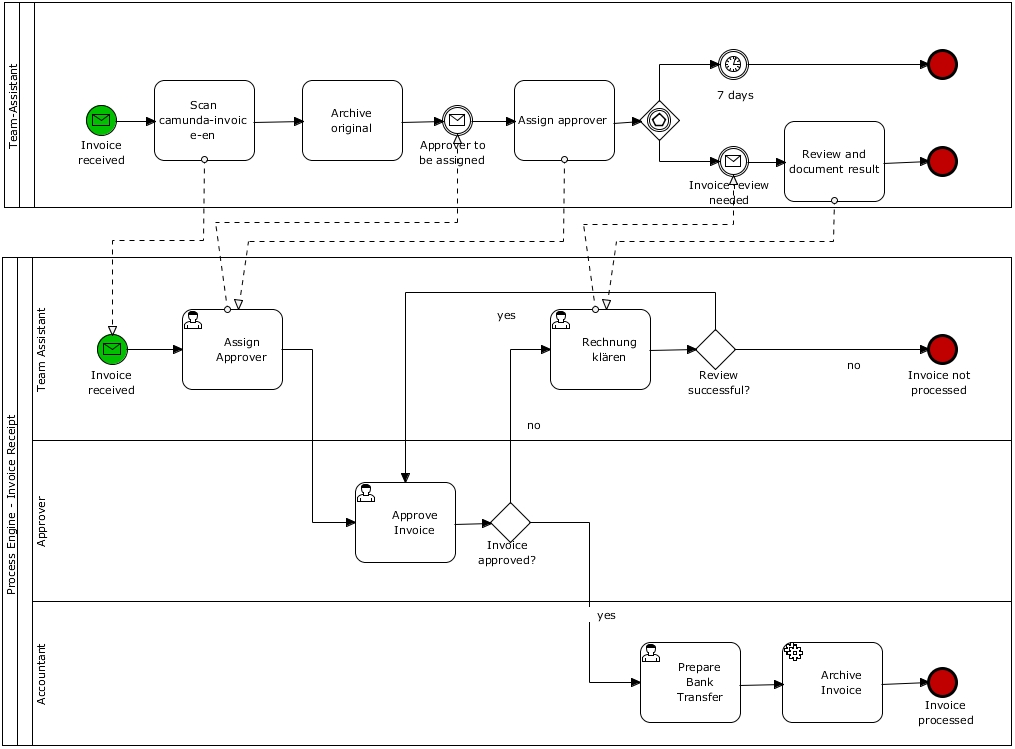 Team-Assistant
Invoice
received
Scan
camunda-invoic
e-en
Archive
original
Approver to
be assigned
Assign approver
7 days
Invoice review
needed
Review and
document result
Process Engine - Invoice Receipt
Team Assistant
Invoice
received
Assign
Approver
yes
Rechnung
klären
Review
successful?
no
Invoice not
processed
no
Approver
Approve
Invoice
Invoice
approved?
yes
Accountant
Prepare
Bank
Transfer
Archive
Invoice
Invoice
processed